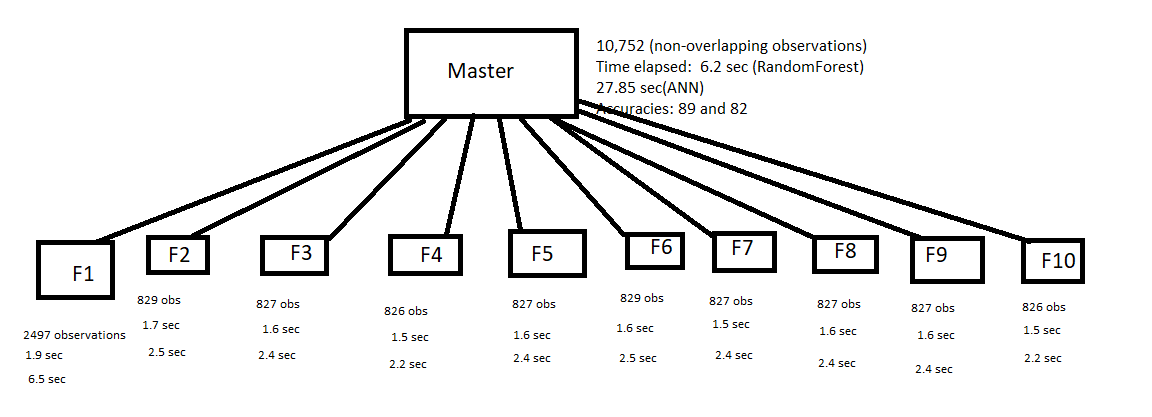 Master
10,752 (non-overlapping observations)
Time elapsed:  6.2 sec (RandomForest)
27.85 sec(ANN)
Accuracies: 89 and 82
F1
F2
F3
F4
F5
F6
F7
F8
F9
F10
2497 observations
1.9 sec
6.5 sec
829 obs
1.7 sec
2.5 sec
827 obs
1.6 sec
2.4 sec
826 obs
1.5 sec
2.2 sec
827 obs
1.6 sec
2.4 sec
829 obs
1.6 sec
2.5 sec
827 obs
1.5 sec
2.4 sec
827 obs
1.6 sec
2.4 sec
827 obs
1.6 sec
2.4 sec
826 obs
1.5 sec
2.2 sec